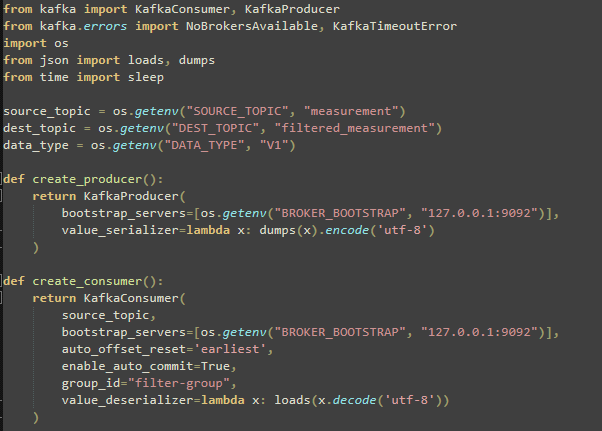 from kafka import KafkaConsumer, KafkaProducer
from kafka.errors import NoBrokersAvailable, KafkaTimeoutError
import os
from json import loads, dumps
from time import sleep

source_topic = os.getenv("SOURCE_TOPIC", "measurement")
dest_topic = os.getenv("DEST_TOPIC", "filtered_measurement")
data_type = os.getenv("DATA_TYPE", "V1")

def create_producer():
    return KafkaProducer(
        bootstrap_servers=[os.getenv("BROKER_BOOTSTRAP", "127.0.0.1:9092")],
        value_serializer=lambda x: dumps(x).encode('utf-8')
    )

def create_consumer():
    return KafkaConsumer(
        source_topic,
        bootstrap_servers=[os.getenv("BROKER_BOOTSTRAP", "127.0.0.1:9092")],
        auto_offset_reset='earliest',
        enable_auto_commit=True,
        group_id="filter-group",
        value_deserializer=lambda x: loads(x.decode('utf-8'))
    )